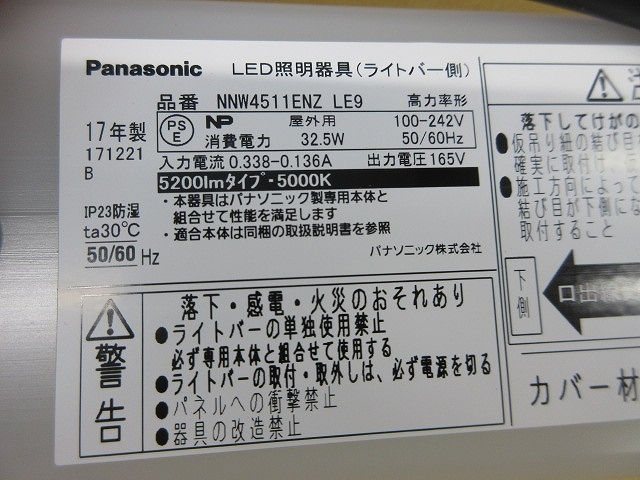 Panasonic LED照明器具(ライトバー側)
品番 NNW4511ENZ LE9 高力率形
17年製
171221
B
PS
E
NP 屋外用 100-242V
消費電力 32.5W 50/60Hz
入力電流 0.338-0.136A 出力電圧 165V
5200lmタイプ・5000K
IP23防湿
ta30℃
50/60 Hz
・本器具はパナソニック製専用本体と
組合せて性能を満足します
・適合本体は同梱の取扱説明書を参照
パナソニック株式会社
警告
落下・感電・火災のおそれあり
●ライトバーの単独使用禁止
必ず専用本体と組合せて使用する
●ライトバーの取付・取外しは、必ず電源を切る
●パネルへの衝撃禁止
●器具の改造禁止
落下してけがの
●仮吊り紐の結び目
確実に取付け、
●施工方向によって
結び目が下側にな
取付すること
下側
口出
カバー材